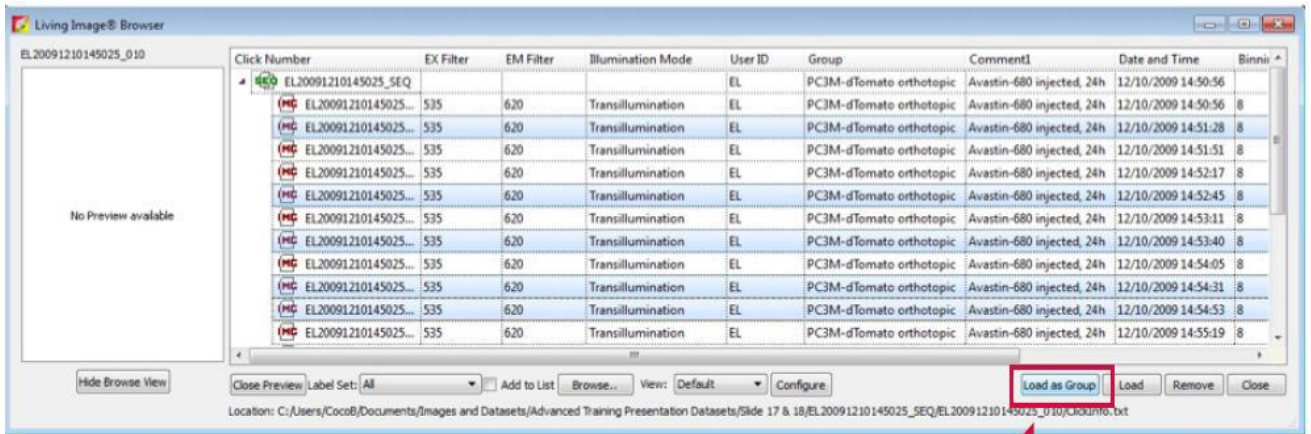 Living Image® Browser
EL20091210145025_010
Click Number EX Filter EM Filter Illumination Mode User ID Group Comment1 Date and Time
SEQ EL20091210145025_SEQ EL PC3M-dTomato orthotopic Avastin-680 injected, 24h 12/10/2009 14:50:56
EL20091210145025... 535 620 Transillumination EL PC3M-dTomato orthotopic Avastin-680 injected, 24h 12/10/2009 14:50:56 8
EL20091210145025... 535 620 Transillumination EL PC3M-dTomato orthotopic Avastin-680 injected, 24h 12/10/2009 14:51:28 8
EL20091210145025... 535 620 Transillumination EL PC3M-dTomato orthotopic Avastin-680 injected, 24h 12/10/2009 14:51:51 8
EL20091210145025... 535 620 Transillumination EL PC3M-dTomato orthotopic Avastin-680 injected, 24h 12/10/2009 14:52:17 8
EL20091210145025... 535 620 Transillumination EL PC3M-dTomato orthotopic Avastin-680 injected, 24h 12/10/2009 14:52:45 8
No Preview available
EL20091210145025... 535 620 Transillumination EL PC3M-dTomato orthotopic Avastin-680 injected, 24h 12/10/2009 14:53:11 8
EL20091210145025... 535 620 Transillumination EL PC3M-dTomato orthotopic Avastin-680 injected, 24h 12/10/2009 14:53:40 8
EL20091210145025... 535 620 Transillumination EL PC3M-dTomato orthotopic Avastin-680 injected, 24h 12/10/2009 14:54:05 8
EL20091210145025... 535 620 Transillumination EL PC3M-dTomato orthotopic Avastin-680 injected, 24h 12/10/2009 14:54:31 8
EL20091210145025... 535 620 Transillumination EL PC3M-dTomato orthotopic Avastin-680 injected, 24h 12/10/2009 14:54:53 8
EL20091210145025... 535 620 Transillumination EL PC3M-dTomato orthotopic Avastin-680 injected, 24h 12/10/2009 14:55:19 8
Hide Browse View Close Preview Label Set: All Add to List Browse... View: Default Configure Load as Group Load Remove Close
Location: C:/Users/CocoB/Documents/Images and Datasets/Advanced Training Presentation Datasets/Slide 17 & 18/EL20091210145025_SEQ/EL20091210145025_010/ClickInfo.txt